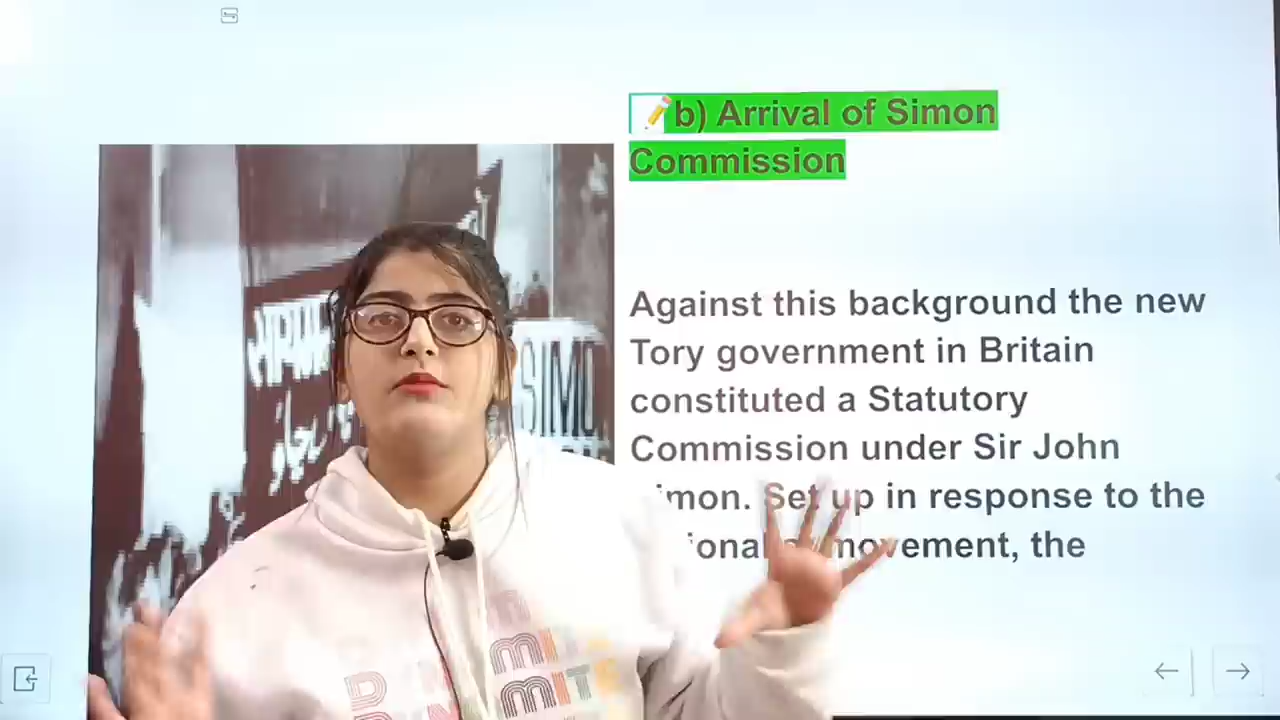 b) Arrival of Simon
Commission
Against this background the new
Tory government in Britain
constituted a Statutory
Commission under Sir John
Set up in response to the
movement, the
SIMO